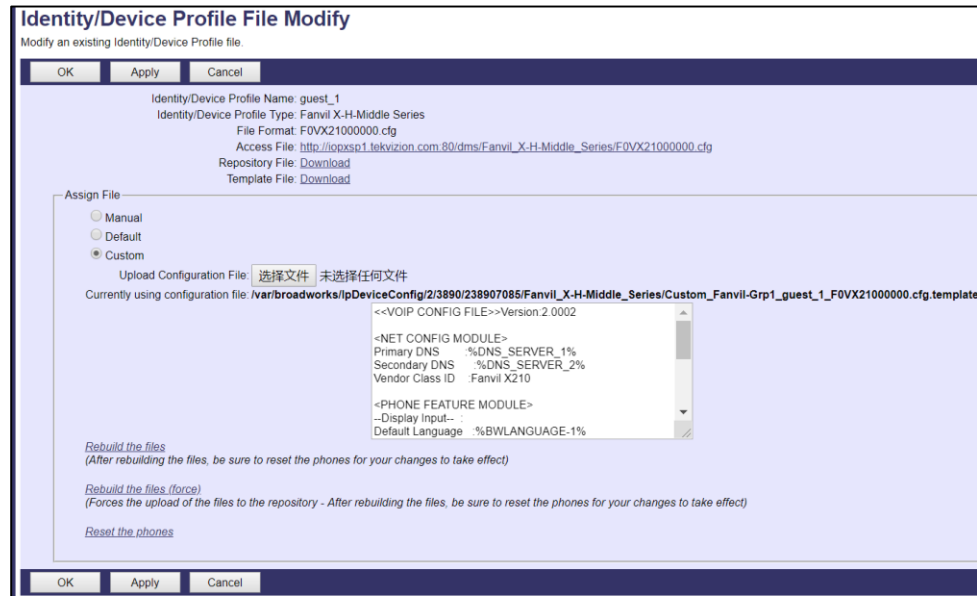 Identity/Device Profile File Modify
Modify an existing Identity/Device Profile file.
OK Apply Cancel
Identity/Device Profile Name: guest_1
Identity/Device Profile Type: Fanvil X-H-Middle Series
File Format: F0VX21000000.cfg
Access File: http://iopxsp1.tekvizion.com:80/dms/Fanvil_X-H-Middle_Series/F0VX21000000.cfg
Repository File: Download
Template File: Download
Assign File
Manual
Default
Custom
Upload Configuration File: 选择文件 未选择任何文件
Currently using configuration file: /var/broadworks/IpDeviceConfig/2/3890/238907085/Fanvil_X-H-Middle_Series/Custom_Fanvil-Grp1_guest_1_F0VX21000000.cfg.template
<<VOIP CONFIG FILE>>Version:2.0002
<NET CONFIG MODULE>
Primary DNS :%DNS_SERVER_1%
Secondary DNS :%DNS_SERVER_2%
Vendor Class ID :Fanvil X210
<PHONE FEATURE MODULE>
--Display Input-- :
Default Language :%BWLANGUAGE-1%
Rebuild the files
(After rebuilding the files, be sure to reset the phones for your changes to take effect)
Rebuild the files (force)
(Forces the upload of the files to the repository - After rebuilding the files, be sure to reset the phones for your changes to take effect)
Reset the phones
OK Apply Cancel